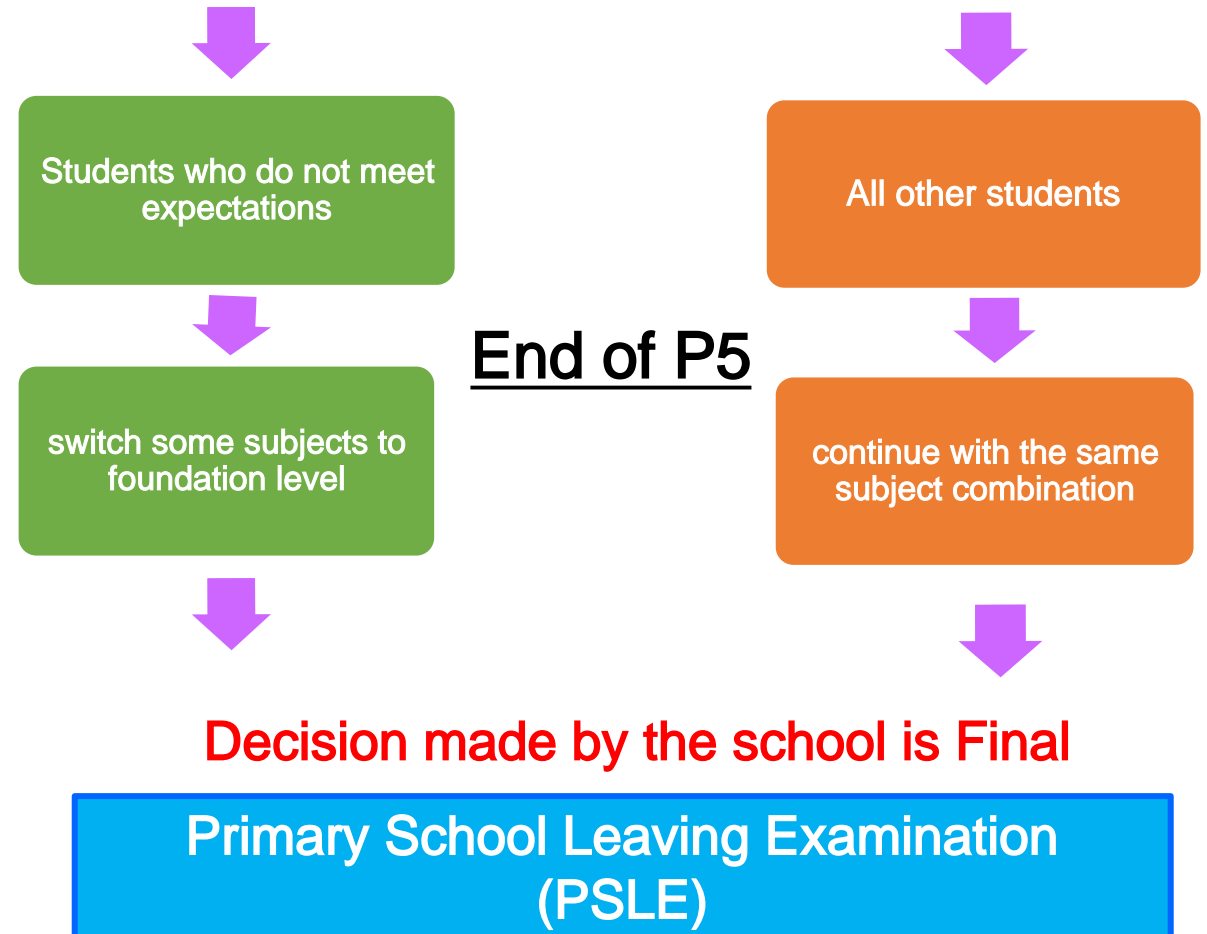 Students who do not meet
expectations
All other students
End of P5
switch some subjects to
foundation level
continue with the same
subject combination
Decision made by the school is Final
Primary School Leaving Examination
(PSLE)